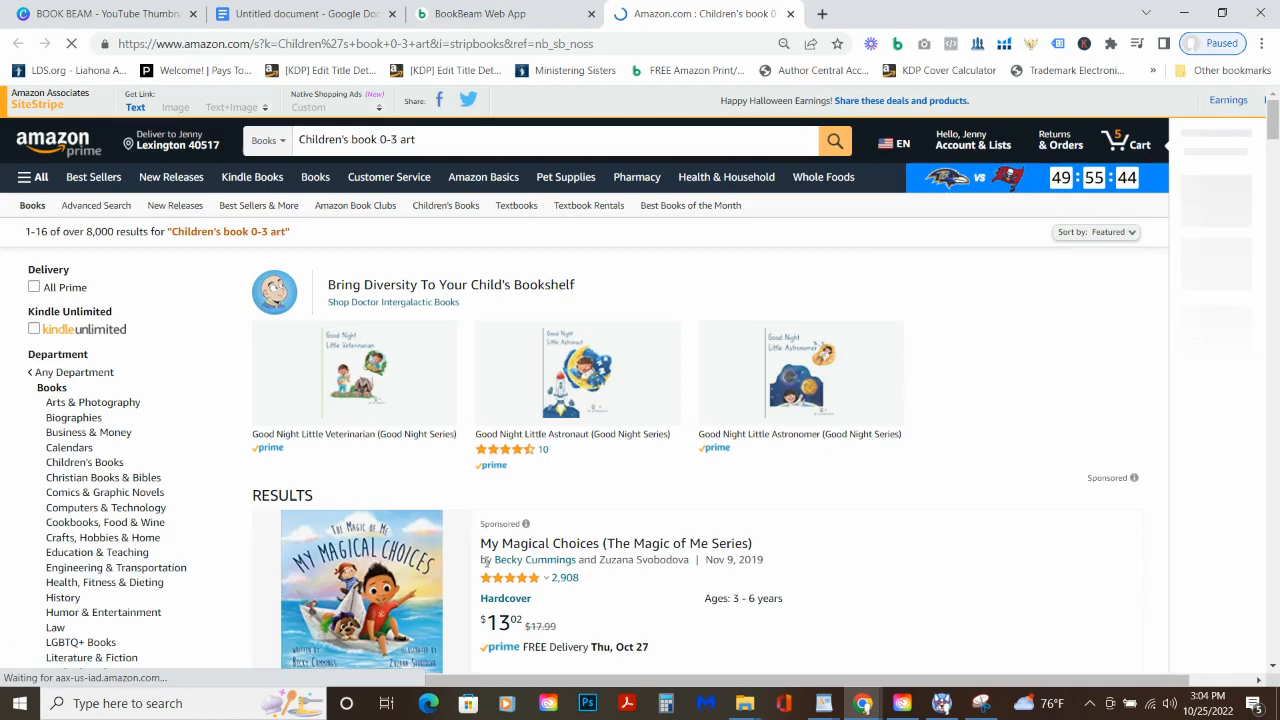 BOOK BEAM - YouTube Thumbn
Untitled document - Google Docs
BookBeam Web App
Amazon.com : Children's book 0-
https://www.amazon.com/s?k=Children%27s+book+0-3+art&i=stripbooks&ref=nb_sb_noss
Paused
LDS.org - Liahona A...
Welcome! | Pays To...
[KDP] Edit Title Det...
[KDP] Edit Title Det...
Ministering Sisters
FREE Amazon Print/...
Author Central Acc...
KDP Cover Calculator
Trademark Electroni...
Other Bookmarks
Amazon Associates
SiteStripe
Get Link:
Text
Image
Text+Image
Native Shopping Ads (New)
Custom
Share:
Happy Halloween Earnings! Share these deals and products.
Earnings
amazon prime
Deliver to Jenny
Lexington 40517
Books
Children's book 0-3 art
EN
Hello, Jenny
Account & Lists
Returns
& Orders
5
Cart
All
Best Sellers
New Releases
Kindle Books
Books
Customer Service
Amazon Basics
Pet Supplies
Pharmacy
Health & Household
Whole Foods
VS
49:55:44
Books
Advanced Search
New Releases
Best Sellers & More
Amazon Book Clubs
Children's Books
Textbooks
Textbook Rentals
Best Books of the Month
1-16 of over 8,000 results for "Children's book 0-3 art"
Sort by: Featured
Delivery
All Prime
Kindle Unlimited
kindleunlimited
Department
Any Department
Books
Arts & Photography
Biographies
Business & Money
Calendars
Children's Books
Christian Books & Bibles
Comics & Graphic Novels
Computers & Technology
Cookbooks, Food & Wine
Crafts, Hobbies & Home
Education & Teaching
Engineering & Transportation
Health, Fitness & Dieting
History
Humor & Entertainment
Law
LGBTQ+ Books
Literature & Fiction
Bring Diversity To Your Child's Bookshelf
Shop Doctor Intergalactic Books
Good Night
Little Veterinarian
Good Night
Little Astronaut
Good Night
Little Astronomer
Good Night Little Veterinarian (Good Night Series)
prime
Good Night Little Astronaut (Good Night Series)
10
prime
Good Night Little Astronomer (Good Night Series)
prime
Sponsored
RESULTS
THE MAGIC OF ME
MY MAGICAL CHOICES
WRITTEN BY
BECKY CUMMINGS
ILLUSTRATED BY
ZUZANA SVOBODOVA
Sponsored
My Magical Choices (The Magic of Me Series)
by Becky Cummings and Zuzana Svobodova | Nov 9, 2019
2,908
Hardcover
Ages: 3 - 6 years
$13 02 $17.99
prime FREE Delivery Thu, Oct 27
Waiting for aax-us-iad.amazon.com...
Type here to search
76°F
3:04 PM
10/25/2022
5